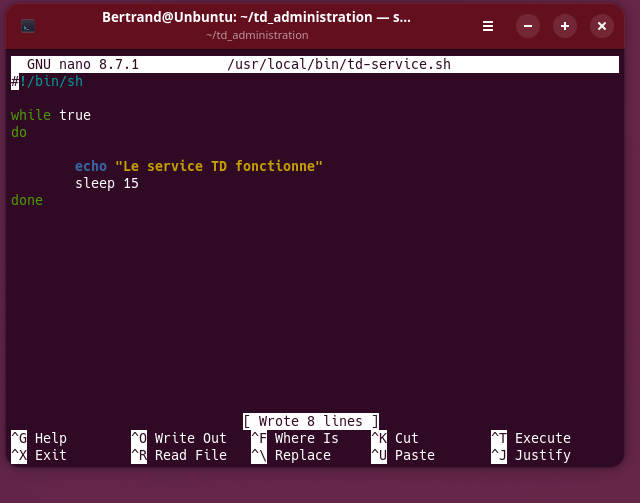 Bertrand@Unbuntu: ~/td_administration — s...
~/td_administration
GNU nano 8.7.1 /usr/local/bin/td-service.sh
#!/bin/sh
while true
do
echo "Le service TD fonctionne"
sleep 15
done
[ Wrote 8 lines ]
^G Help ^O Write Out ^F Where Is ^K Cut ^T Execute
^X Exit ^R Read File ^\ Replace ^U Paste ^J Justify